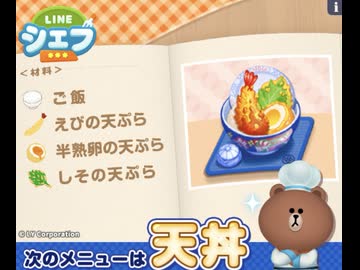 LINE
シェフ
<材料>
ご飯
えびの天ぷら
半熟卵の天ぷら
しその天ぷら
© LY Corporation
次のメニューは 天丼